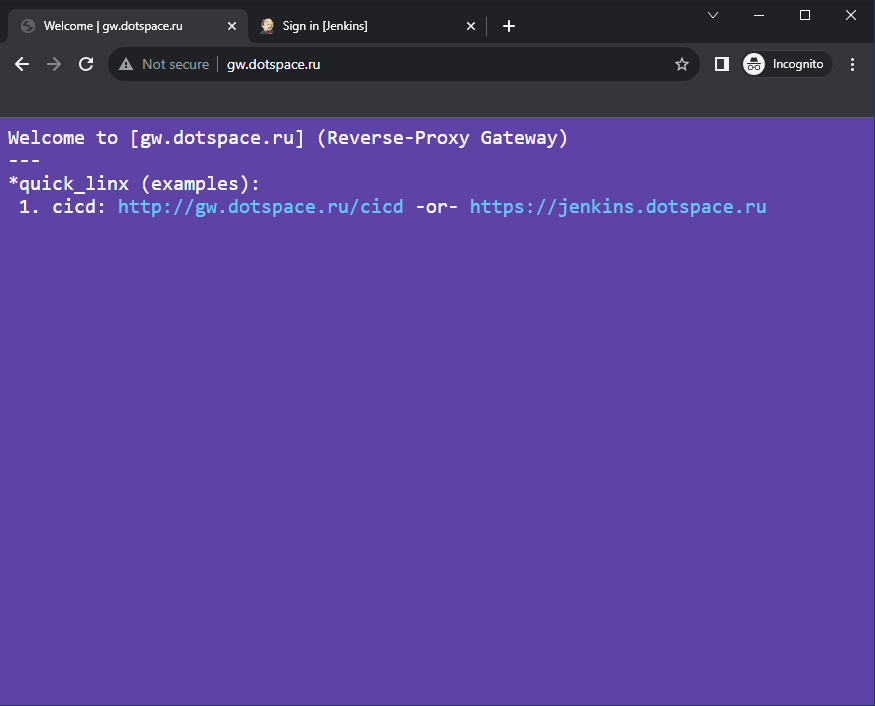 Welcome | gw.dotspace.ru
Sign in [Jenkins]
Not secure
gw.dotspace.ru
Incognito
Welcome to [gw.dotspace.ru] (Reverse-Proxy Gateway)
---
*quick_linx (examples):
1. cicd: http://gw.dotspace.ru/cicd -or- https://jenkins.dotspace.ru